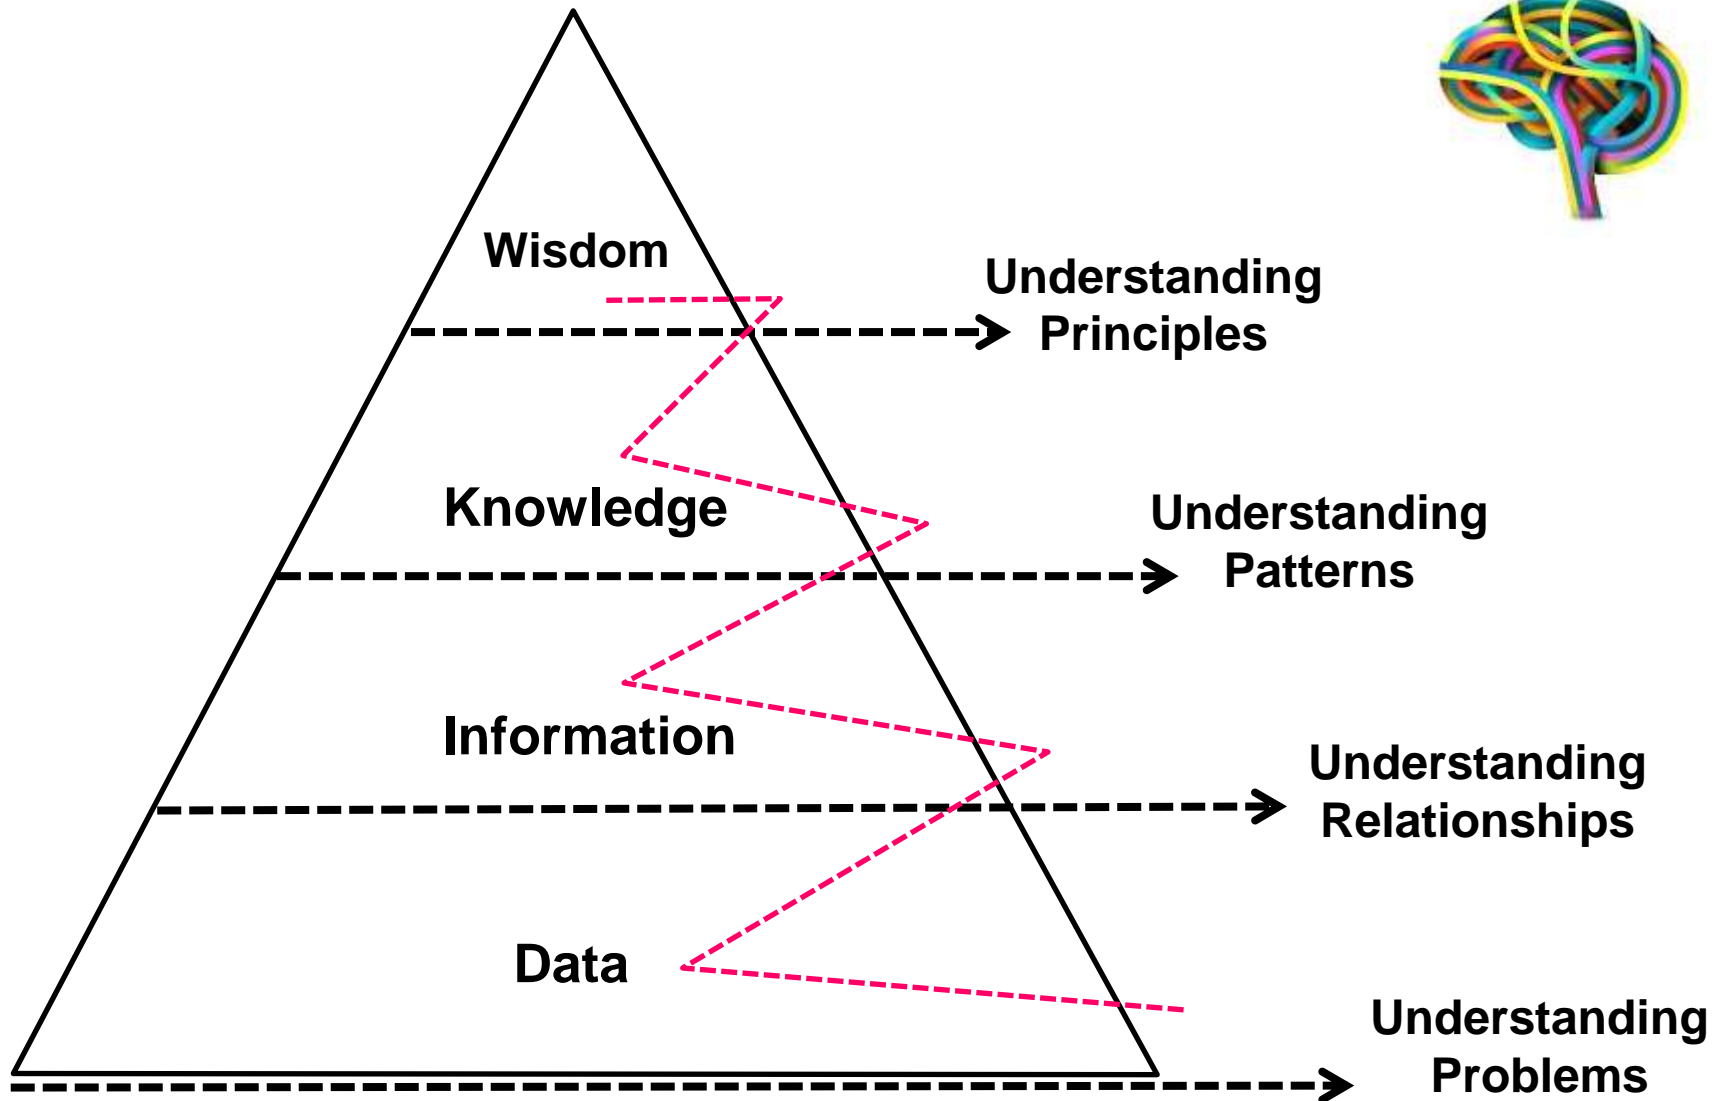 Wisdom
Understanding
Principles
Knowledge
Understanding
Patterns
Information
Understanding
Relationships
Data
Understanding
Problems